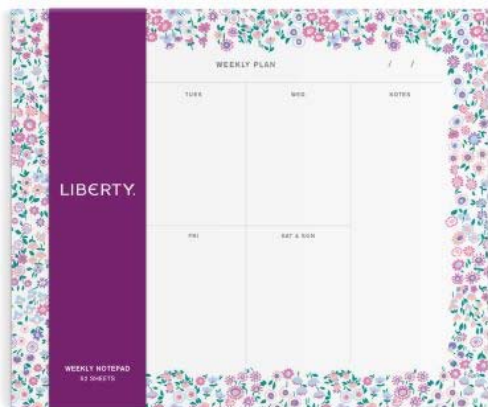 WEEKLY PLAN / /
TUES WED NOTES
LIBERTY.
FRI SAT & SUN
WEEKLY NOTEPAD
52 SHEETS